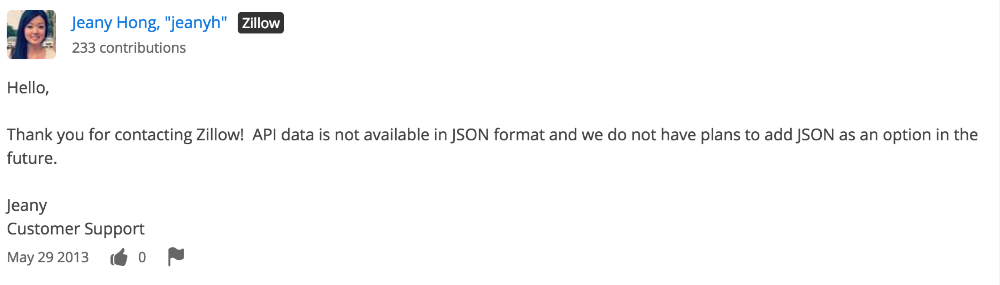 Jeany Hong, "jeanyh" Zillow
233 contributions
Hello,
Thank you for contacting Zillow!  API data is not available in JSON format and we do not have plans to add JSON as an option in the
future.
Jeany
Customer Support
May 29 2013 0